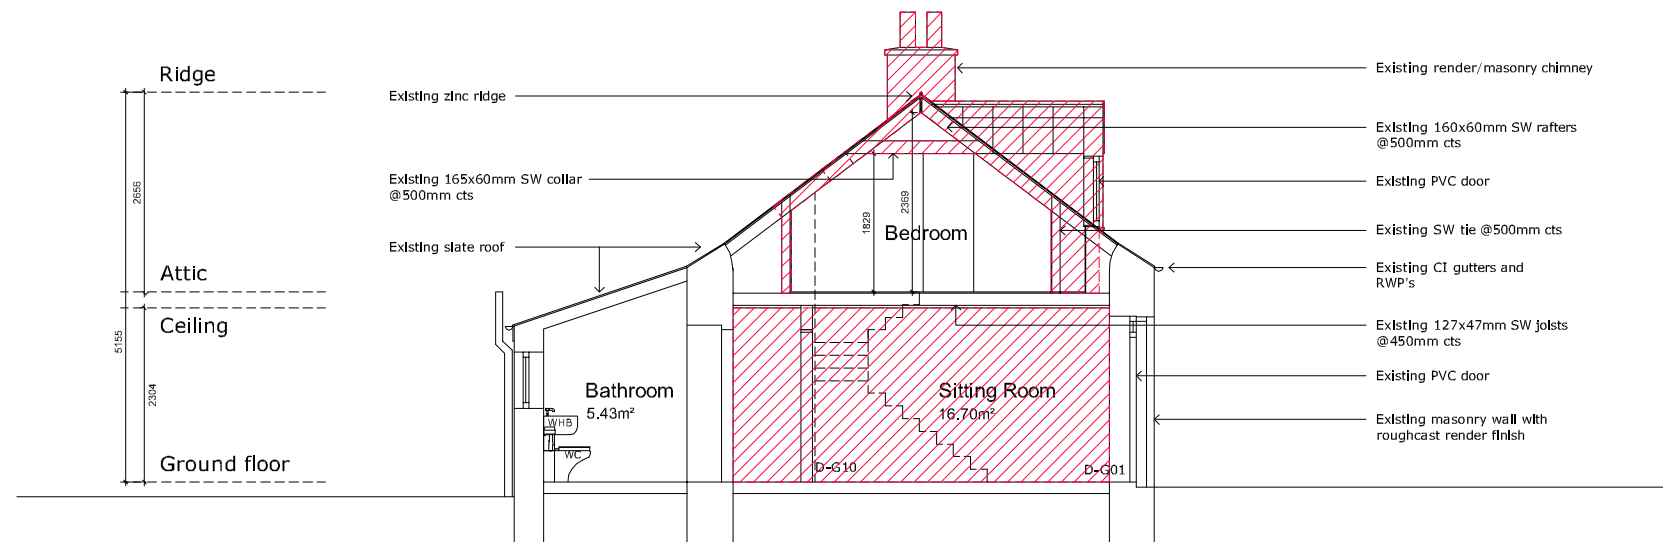 Ridge
Attic
Ceiling
Ground floor
2656
5155
2304
Existing zinc ridge
Existing 165x60mm SW collar
@500mm cts
Existing slate roof
1829
2369
Bedroom
Bathroom
5.43m²
WHB
WC
Sitting Room
16.70m²
D-G10
D-G01
Existing render/masonry chimney
Existing 160x60mm SW rafters
@500mm cts
Existing PVC door
Existing SW tie @500mm cts
Existing CI gutters and
RWP's
Existing 127x47mm SW joists
@450mm cts
Existing PVC door
Existing masonry wall with
roughcast render finish